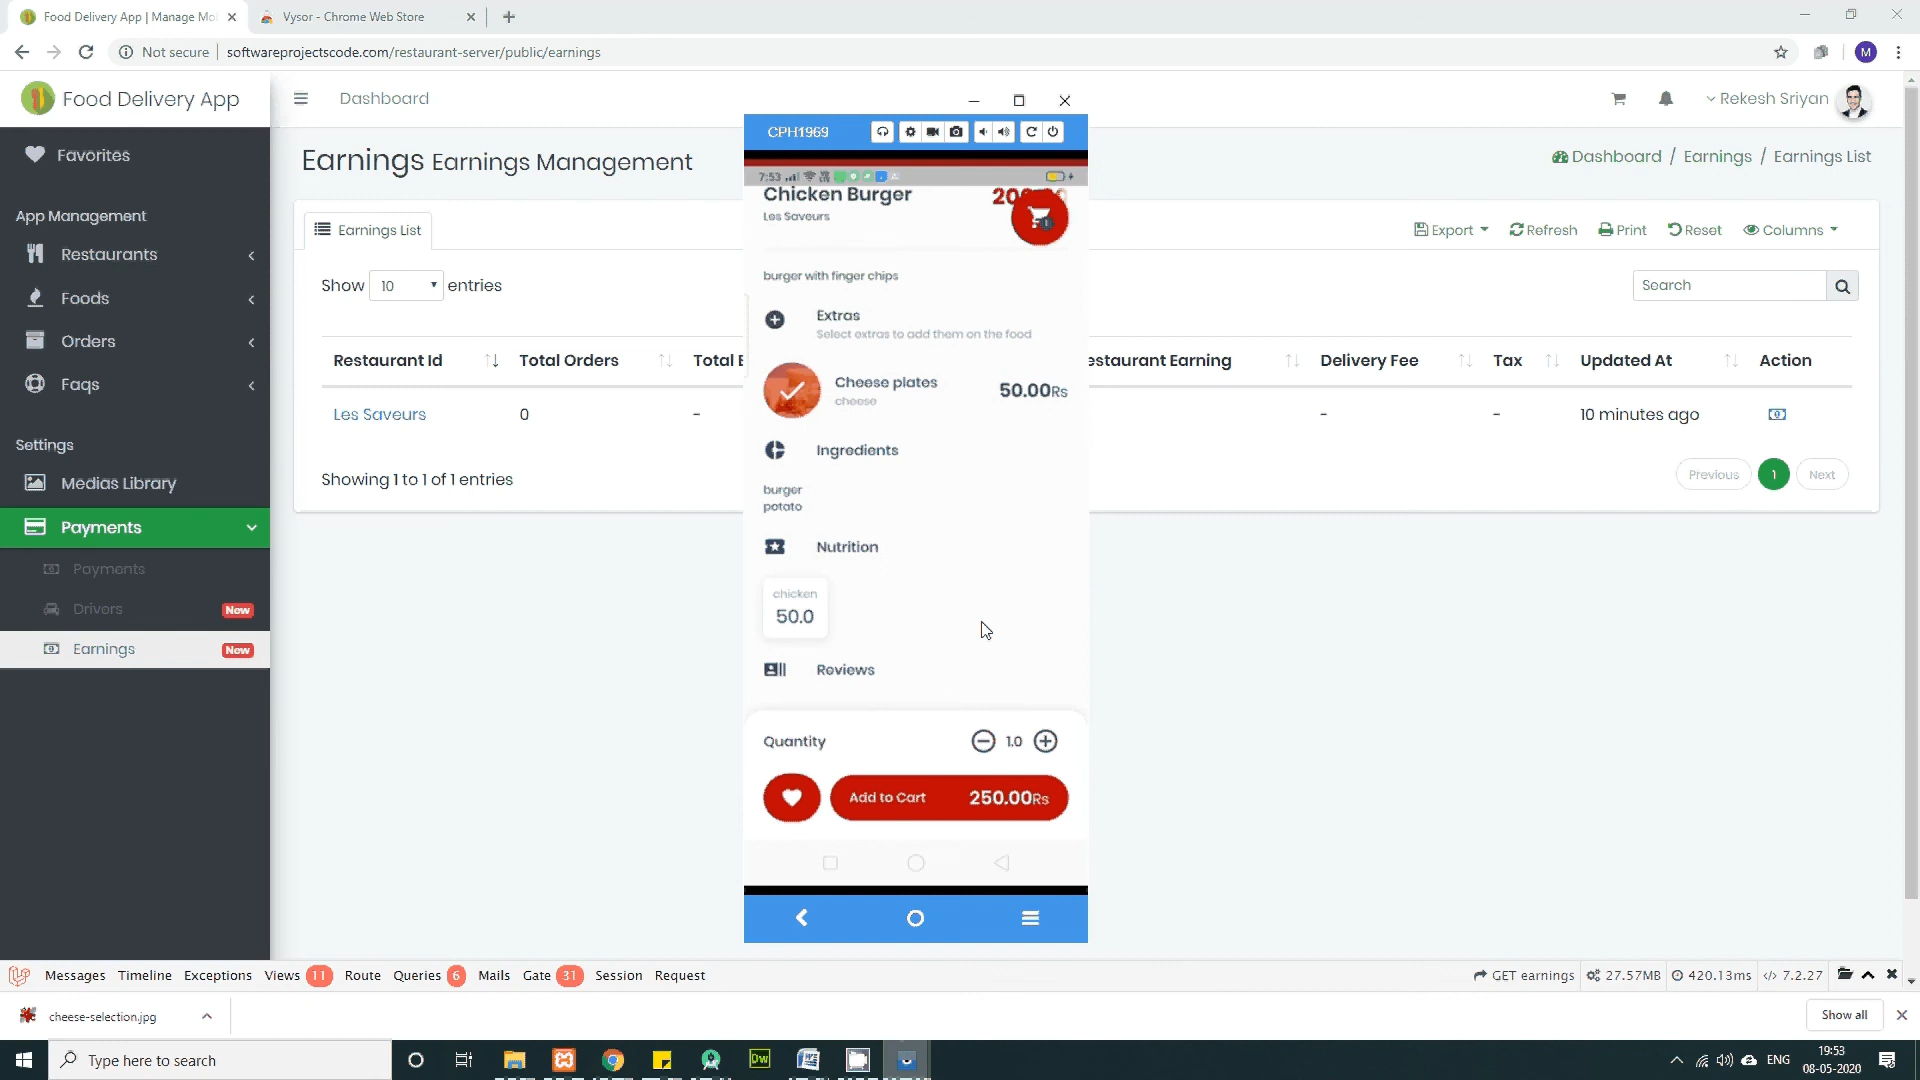 Food Delivery App | Manage Mo
Vysor - Chrome Web Store
Not secure
softwareprojectscode.com/restaurant-server/public/earnings
M
Food Delivery App
Dashboard
Rekesh Sriyan
Favorites
App Management
Restaurants
Foods
Orders
Faqs
Settings
Medias Library
Payments
Payments
Drivers New
Earnings New
Earnings Earnings Management
Dashboard / Earnings / Earnings List
Earnings List
Export Refresh Print Reset Columns
Show 10 entries
Search
Restaurant Id Total Orders Total E estaurant Earning Delivery Fee Tax Updated At Action
Les Saveurs 0 - - - 10 minutes ago
Showing 1 to 1 of 1 entries
Previous 1 Next
CPH1969
7:53
Chicken Burger
Les Saveurs
burger with finger chips
Extras
Select extras to add them on the food
Cheese plates 50.00Rs
cheese
Ingredients
burger
potato
Nutrition
chicken
50.0
Reviews
Quantity 1.0
Add to Cart 250.00Rs
Messages Timeline Exceptions Views 11 Route Queries 6 Mails Gate 31 Session Request
GET earnings 27.57MB 420.13ms 7.2.27
cheese-selection.jpg
Show all
Type here to search
Dw
ENG
19:53
08-05-2020